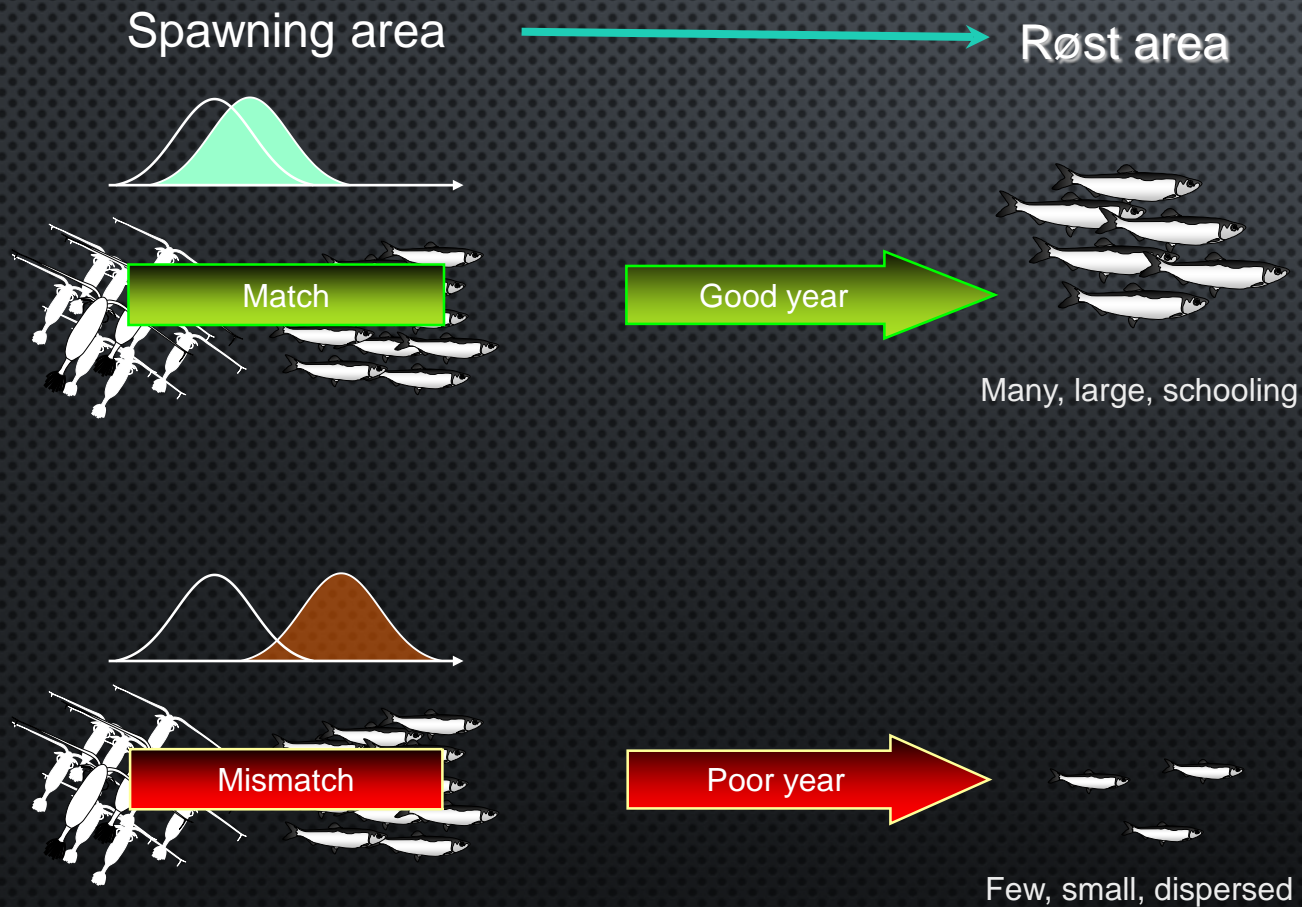 Spawning area
Røst area
Match
Good year
Many, large, schooling
Mismatch
Poor year
Few, small, dispersed